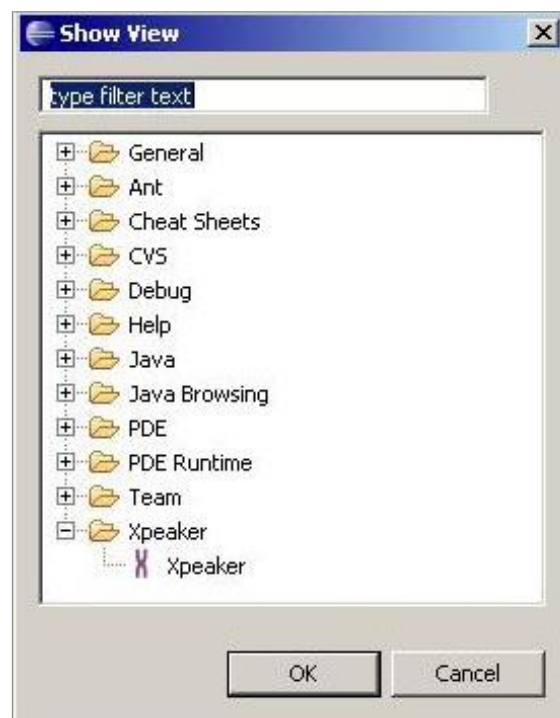 Show View
type filter text
General
Ant
Cheat Sheets
CVS
Debug
Help
Java
Java Browsing
PDE
PDE Runtime
Team
Xpeaker
Xpeaker
OK
Cancel